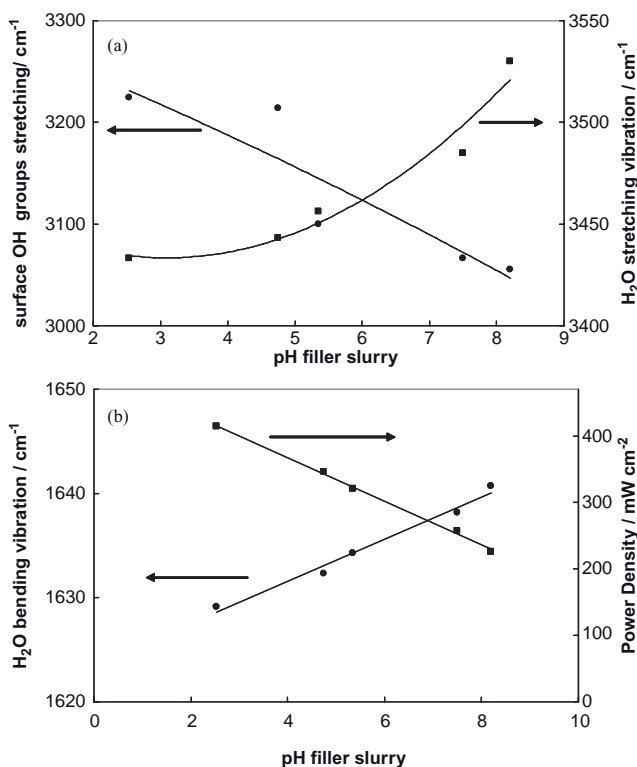 (a)
3300
3200
3100
3000
surface OH groups stretching/ cm⁻¹
3550
3500
3450
3400
H₂O stretching vibration / cm⁻¹
2 3 4 5 6 7 8 9
pH filler slurry
(b)
1650
1640
1630
1620
H₂O bending vibration / cm⁻¹
400
300
200
100
0
Power Density / mW cm⁻²
0 2 4 6 8 10
pH filler slurry